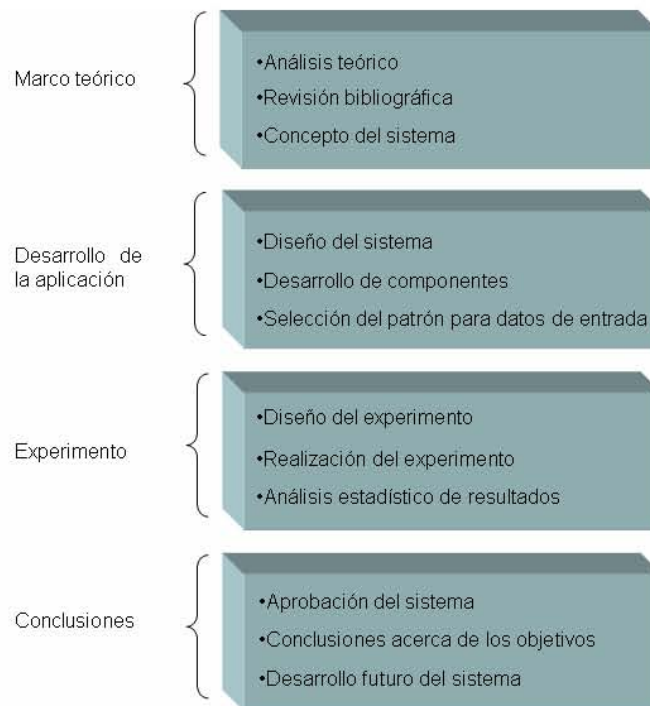 Marco teórico
•Análisis teórico
•Revisión bibliográfica
•Concepto del sistema
Desarrollo de
la aplicación
•Diseño del sistema
•Desarrollo de componentes
•Selección del patrón para datos de entrada
Experimento
•Diseño del experimento
•Realización del experimento
•Análisis estadístico de resultados
Conclusiones
•Aprobación del sistema
•Conclusiones acerca de los objetivos
•Desarrollo futuro del sistema